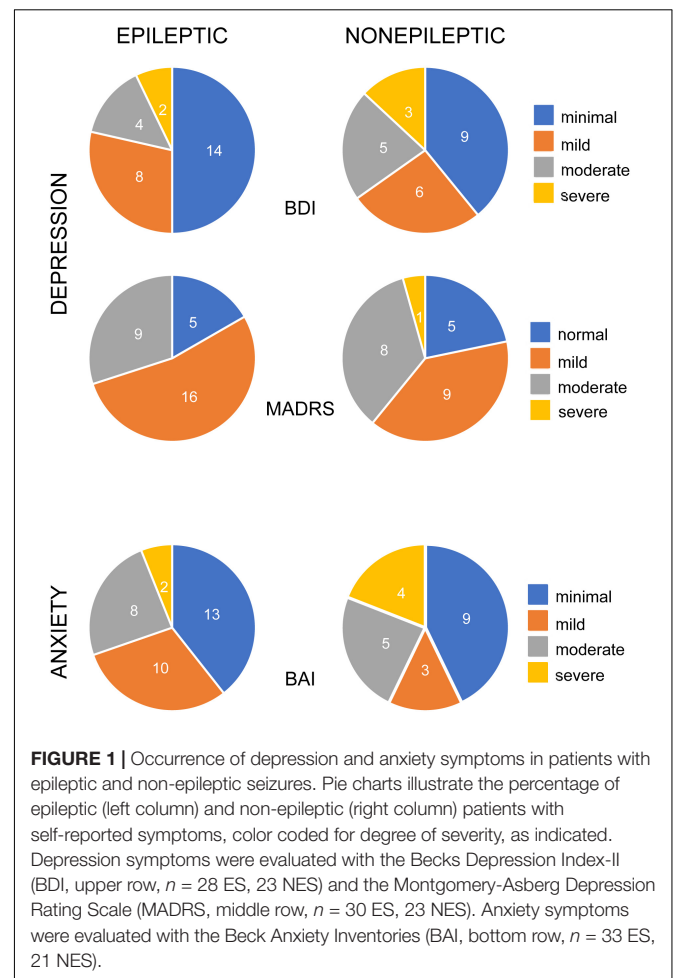 EPILEPTIC NONEPILEPTIC
DEPRESSION
2
4
14
8
3
5
9
6
BDI
minimal
mild
moderate
severe
9
5
16
1
8
5
9
MADRS
normal
mild
moderate
severe
ANXIETY
2
8
13
10
4
5
9
3
BAI
minimal
mild
moderate
severe
FIGURE 1 | Occurrence of depression and anxiety symptoms in patients with
epileptic and non-epileptic seizures. Pie charts illustrate the percentage of
epileptic (left column) and non-epileptic (right column) patients with
self-reported symptoms, color coded for degree of severity, as indicated.
Depression symptoms were evaluated with the Becks Depression Index-II
(BDI, upper row, n = 28 ES, 23 NES) and the Montgomery-Asberg Depression
Rating Scale (MADRS, middle row, n = 30 ES, 23 NES). Anxiety symptoms
were evaluated with the Beck Anxiety Inventories (BAI, bottom row, n = 33 ES,
21 NES).